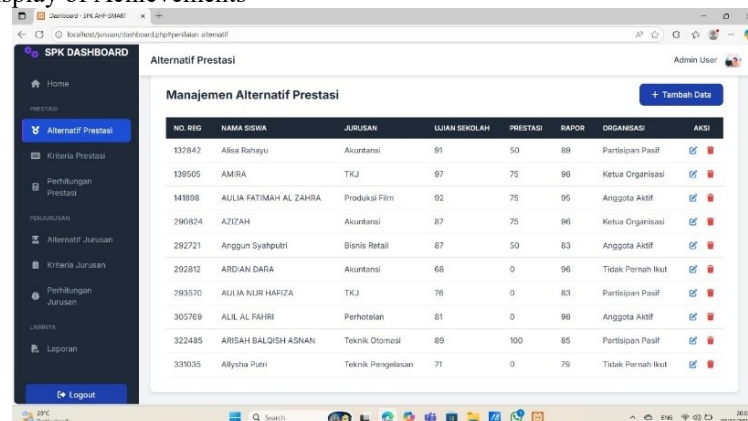 Display of Achievements
Dashboard - SPK AHP-SMART
localhost/jurusan/dashboard.php#penilaian-alternatif
SPK DASHBOARD
Alternatif Prestasi
Admin User
Home
PRESTASI
Alternatif Prestasi
Kriteria Prestasi
Perhitungan
Prestasi
PENJURUSAN
Alternatif Jurusan
Kriteria Jurusan
Perhitungan
Jurusan
LAINNYA
Laporan
Logout
Manajemen Alternatif Prestasi
+ Tambah Data
NO. REG NAMA SISWA JURUSAN UJIAN SEKOLAH PRESTASI RAPOR ORGANISASI AKSI
132842 Alisa Rahayu Akuntansi 91 50 89 Partisipan Pasif
139505 AMIRA TKJ 97 75 98 Ketua Organisasi
141898 AULIA FATIMAH AL ZAHRA Produksi Film 92 75 95 Anggota Aktif
290824 AZIZAH Akuntansi 87 75 96 Ketua Organisasi
292721 Anggun Syahputri Bisnis Retail 87 50 83 Anggota Aktif
292812 ARDIAN DARA Akuntansi 68 0 96 Tidak Pernah Ikut
293570 AULIA NUR HAFIZA TKJ 76 0 83 Partisipan Pasif
305769 ALIL AL FAHRI Perhotelan 81 0 98 Anggota Aktif
322485 ARISAH BALQISH ASNAN Teknik Otomasi 89 100 85 Partisipan Pasif
331035 Allysha Putri Teknik Pengelasan 71 0 79 Tidak Pernah Ikut
29°C
Search
ENG